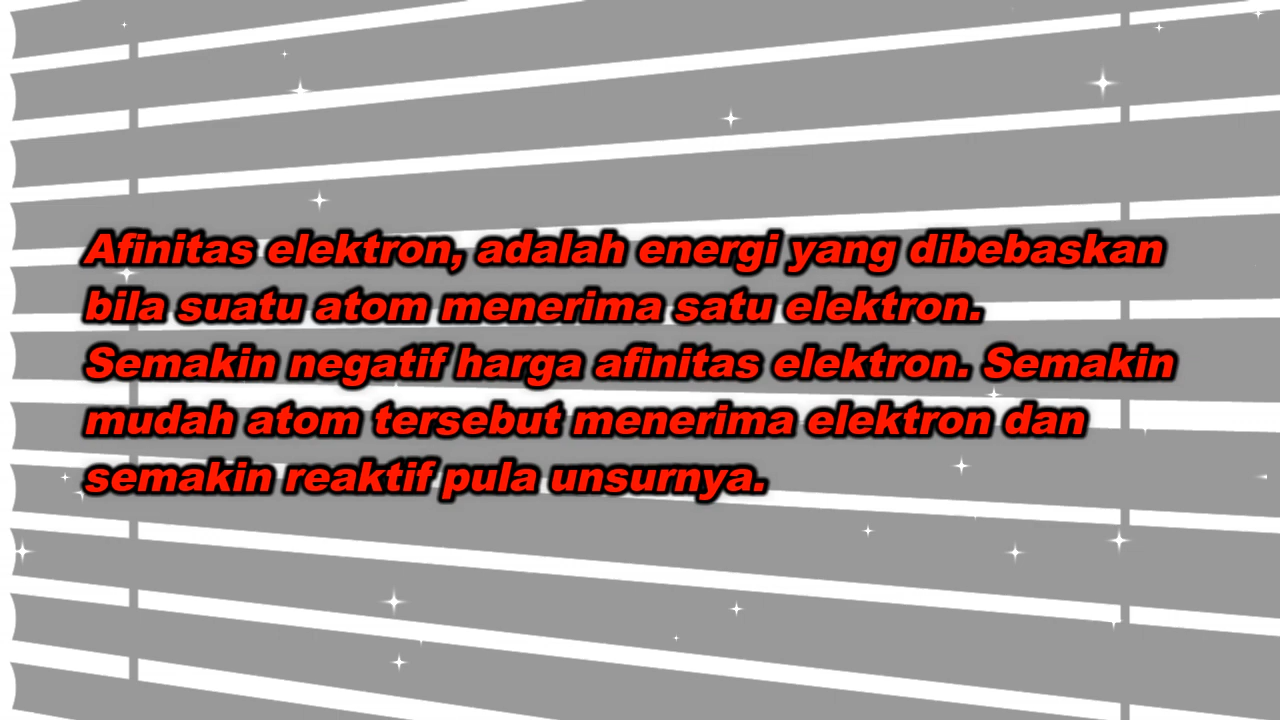 Afinitas elektron, adalah energi yang dibebaskan
bila suatu atom menerima satu elektron.
Semakin negatif harga afinitas elektron. Semakin
mudah atom tersebut menerima elektron dan
semakin reaktif pula unsurnya.